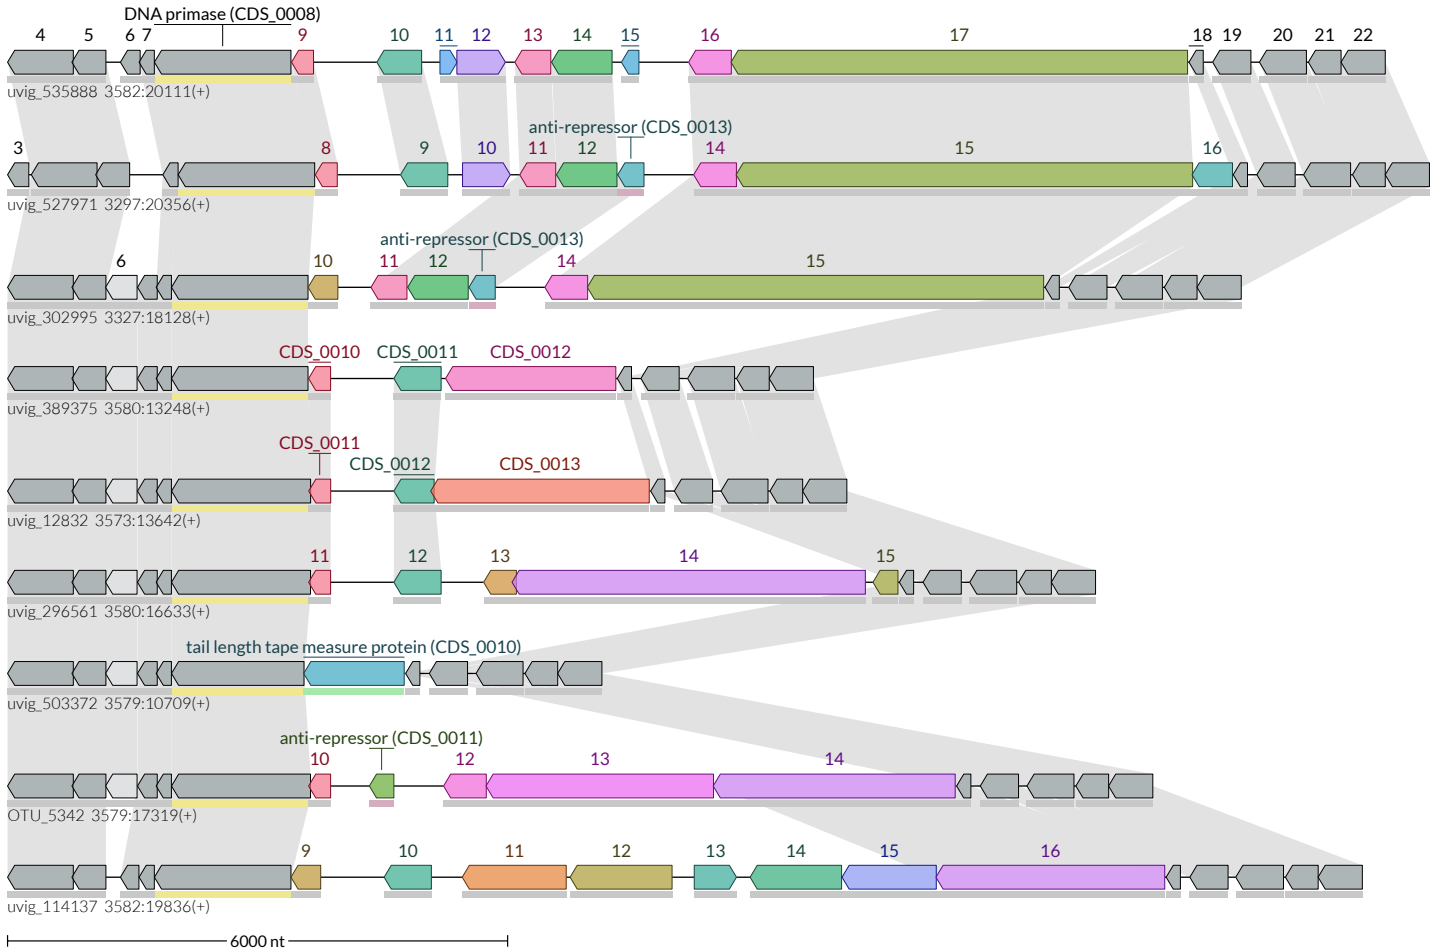 DNA primase (CDS_0008)
4 5 6 7 9 10 11 12 13 14 15 16 17 18 19 20 21 22
uvig_535888 3582:20111(+)
anti-repressor (CDS_0013)
3 8 9 10 11 12 14 15 16
uvig_527971 3297:20356(+)
anti-repressor (CDS_0013)
6 10 11 12 14 15
uvig_302995 3327:18128(+)
CDS_0010 CDS_0011 CDS_0012
uvig_389375 3580:13248(+)
CDS_0011
CDS_0012 CDS_0013
uvig_12832 3573:13642(+)
11 12 13 14 15
uvig_296561 3580:16633(+)
tail length tape measure protein (CDS_0010)
uvig_503372 3579:10709(+)
anti-repressor (CDS_0011)
10 12 13 14
OTU_5342 3579:17319(+)
9 10 11 12 13 14 15 16
uvig_114137 3582:19836(+)
6000 nt